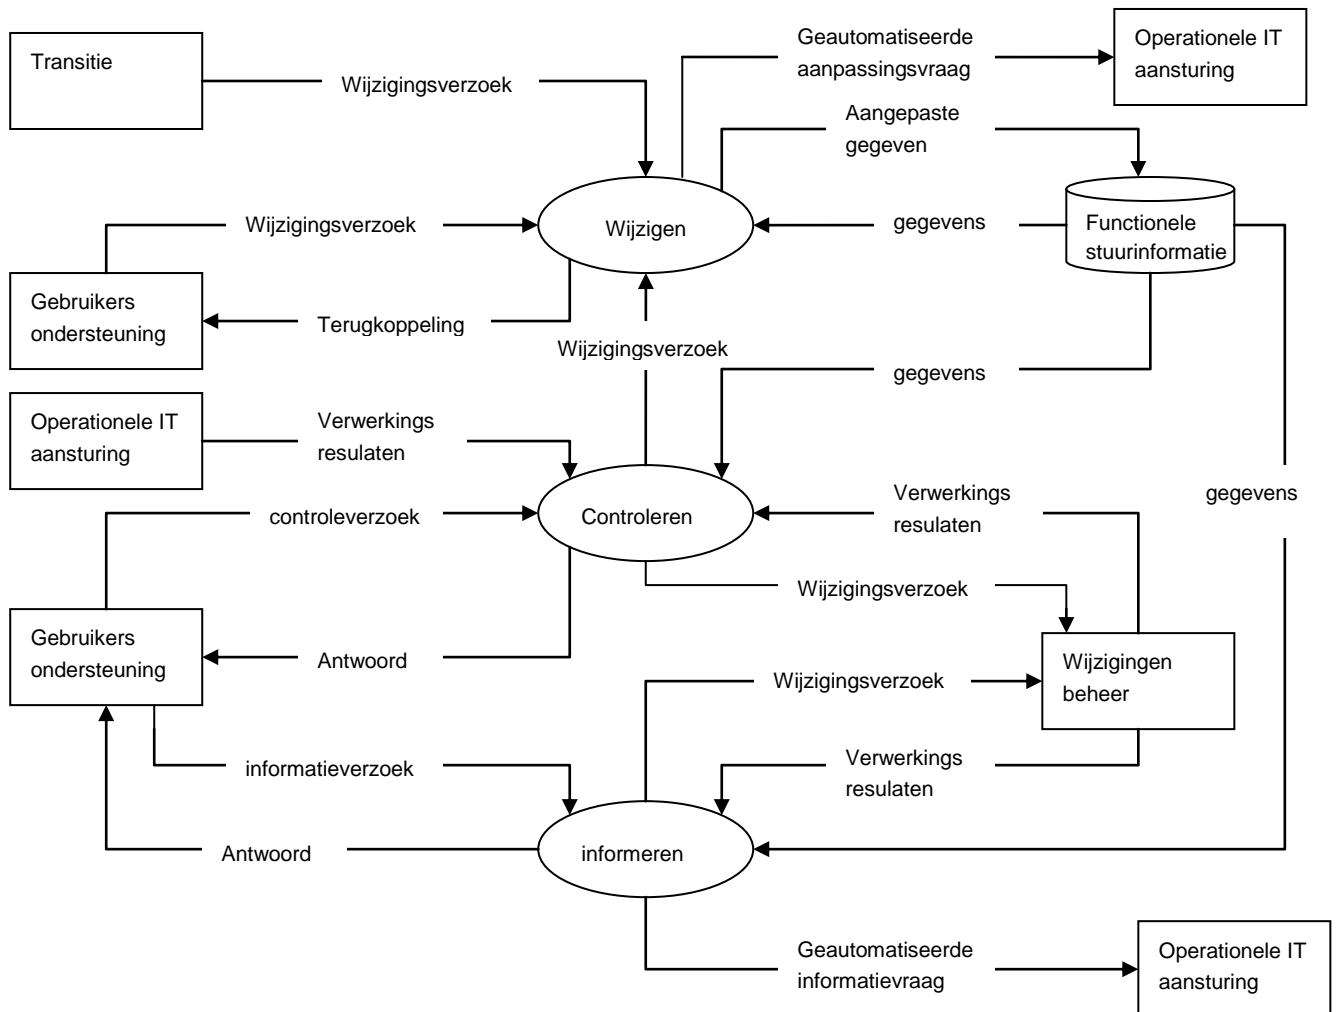 Transitie
Wijzigingsverzoek
Geautomatiseerde
aanpassingsvraag
Operationele IT
aansturing
Aangepaste
gegeven
Wijzigingsverzoek
Wijzigen
gegevens
Functionele
stuurinformatie
Gebruikers
ondersteuning
Terugkoppeling
Wijzigingsverzoek
gegevens
Operationele IT
aansturing
Verwerkings
resulaten
controleverzoek
Controleren
Verwerkings
resulaten
gegevens
Wijzigingsverzoek
Gebruikers
ondersteuning
Antwoord
Wijzigingsverzoek
Wijzigingen
beheer
informatieverzoek
Verwerkings
resulaten
Antwoord
informeren
Geautomatiseerde
informatievraag
Operationele IT
aansturing